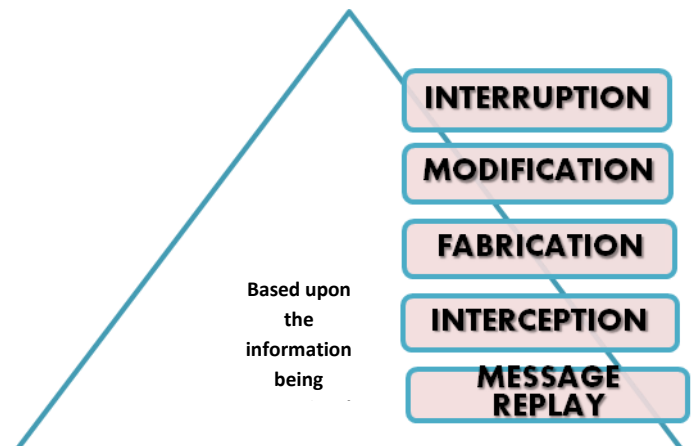 INTERRUPTION
MODIFICATION
FABRICATION
INTERCEPTION
MESSAGE
REPLAY
Based upon
the
information
being